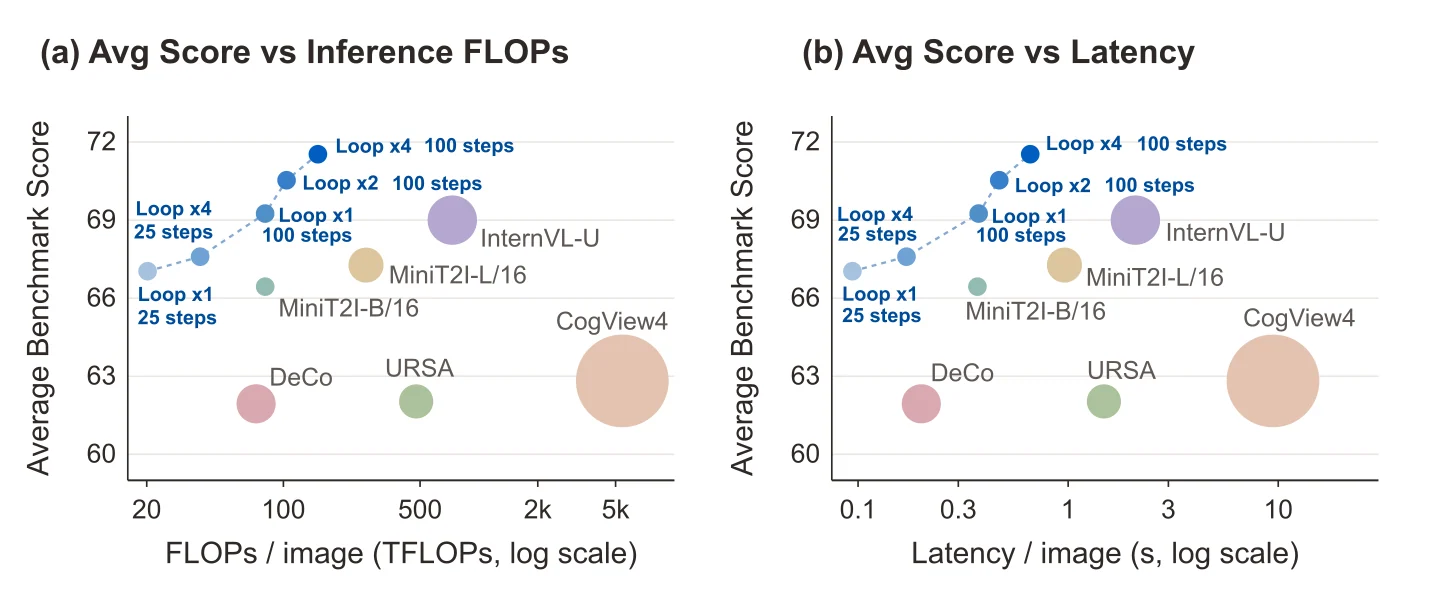 (a) Avg Score vs Inference FLOPs
Average Benchmark Score
72
69
66
63
60
Loop x4 100 steps
Loop x2 100 steps
Loop x1
100 steps
Loop x4
25 steps
Loop x1
25 steps
InternVL-U
MiniT2I-L/16
MiniT2I-B/16
CogView4
DeCo
URSA
20
100
500
2k
5k
FLOPs / image (TFLOPs, log scale)
(b) Avg Score vs Latency
Average Benchmark Score
72
69
66
63
60
Loop x4 100 steps
Loop x2 100 steps
Loop x1
100 steps
Loop x4
25 steps
Loop x1
25 steps
InternVL-U
MiniT2I-L/16
MiniT2I-B/16
CogView4
DeCo
URSA
0.1
0.3
1
3
10
Latency / image (s, log scale)